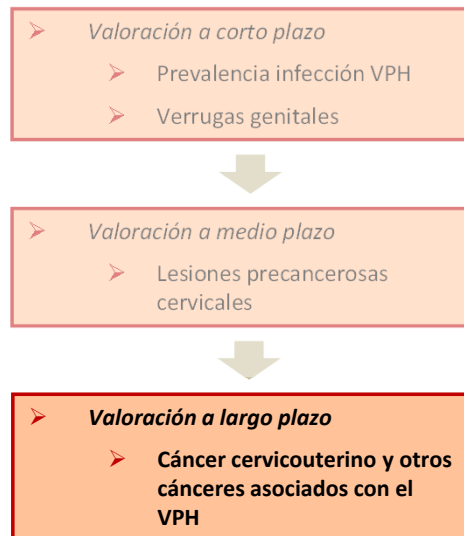 Valoración a corto plazo
Prevalencia infección VPH
Verrugas genitales
Valoración a medio plazo
Lesiones precancerosas
cervicales
Valoración a largo plazo
Cáncer cervicouterino y otros
cánceres asociados con el
VPH